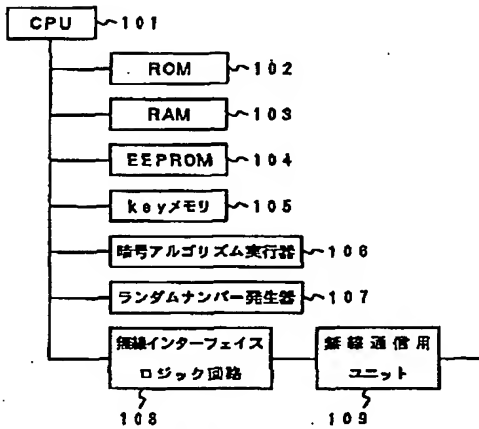 CPU 101
ROM 102
RAM 103
EEPROM 104
keyメモリ 105
暗号アルゴリズム実行器 106
ランダムナンバー発生器 107
無線インターフェイス
ロジック回路
無線通信用
ユニット
108
109